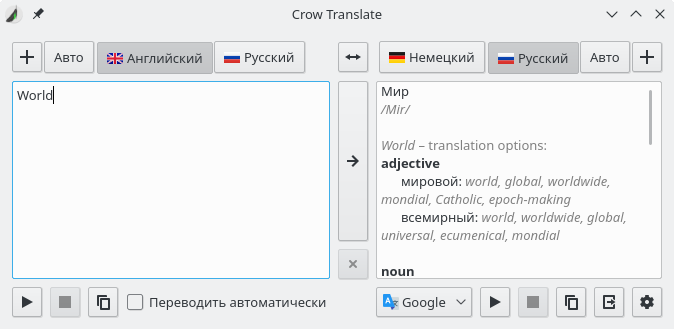 Crow Translate
Авто Английский Русский Немецкий Русский Авто
World
Мир
/Mir/
World – translation options:
adjective
мировой: world, global, worldwide,
mondial, Catholic, epoch-making
всемирный: world, worldwide, global,
universal, ecumenical, mondial
noun
Переводить автоматически
Google